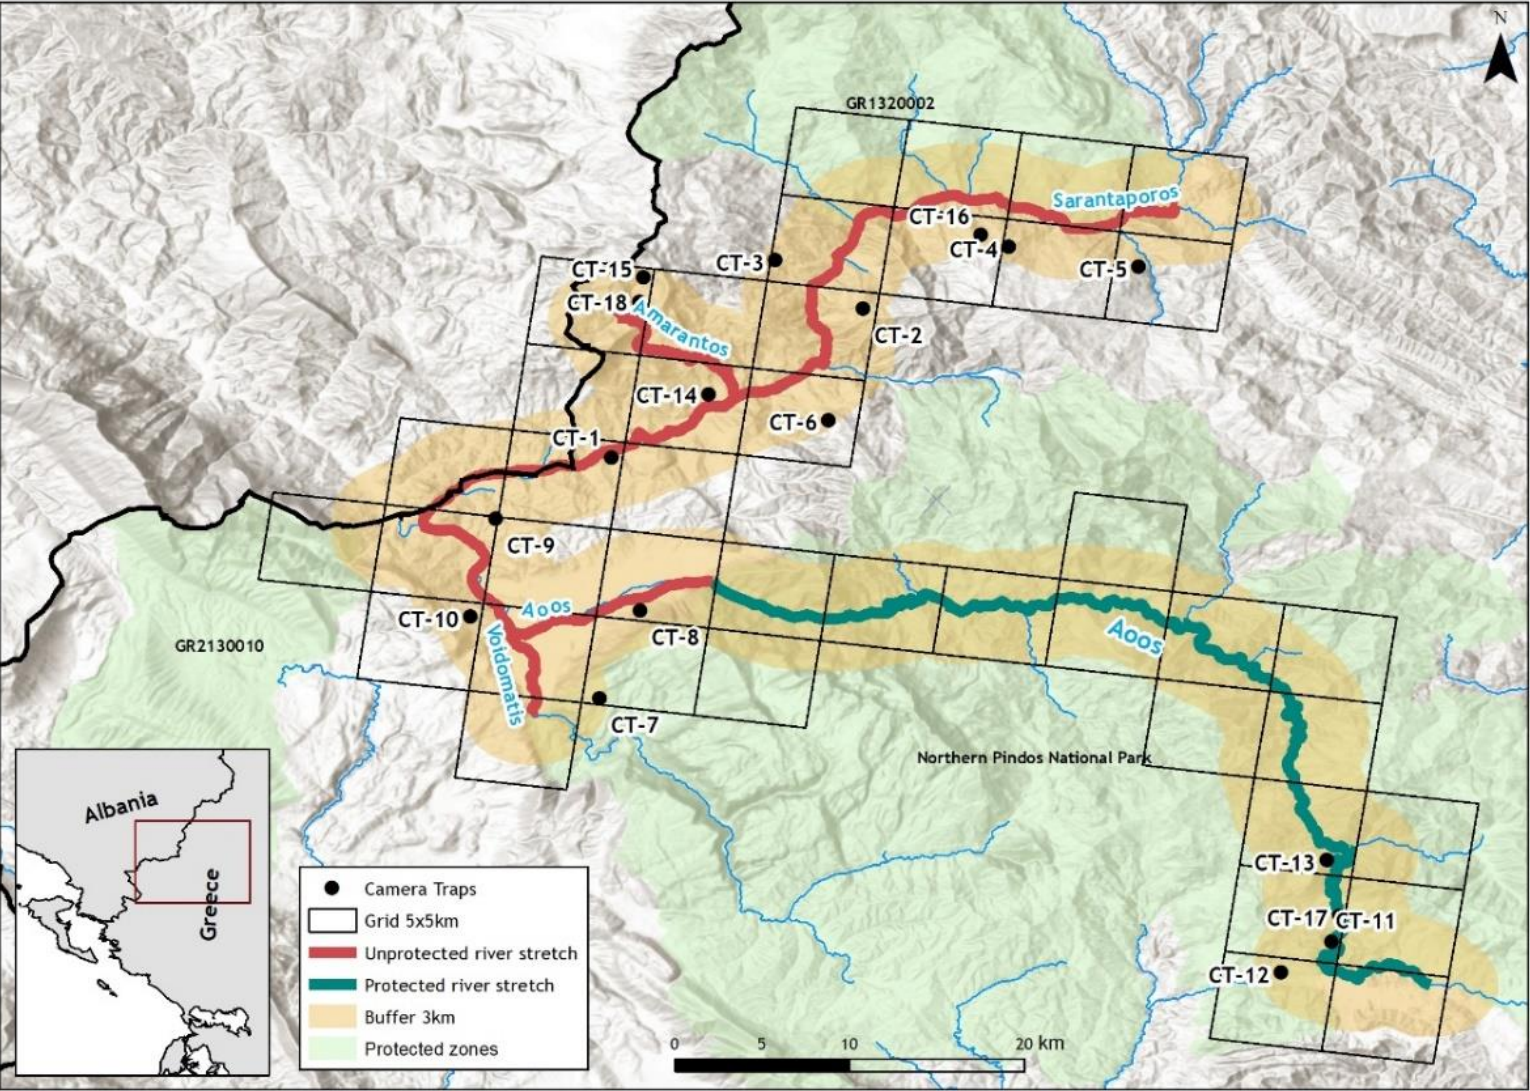 N
GR1320002
Sarantaporos
CT-16
CT-4
CT-3
CT-15
CT-5
CT-18
Amarantos
CT-2
CT-14
CT-6
CT-1
CT-9
Aoos
CT-10
CT-8
Aoos
GR2130010
Voidomatis
CT-7
Northern Pindos National Park
Albania
Greece
CT-13
CT-17 CT-11
CT-12
Camera Traps
Grid 5x5km
Unprotected river stretch
Protected river stretch
Buffer 3km
Protected zones
0 5 10 20 km